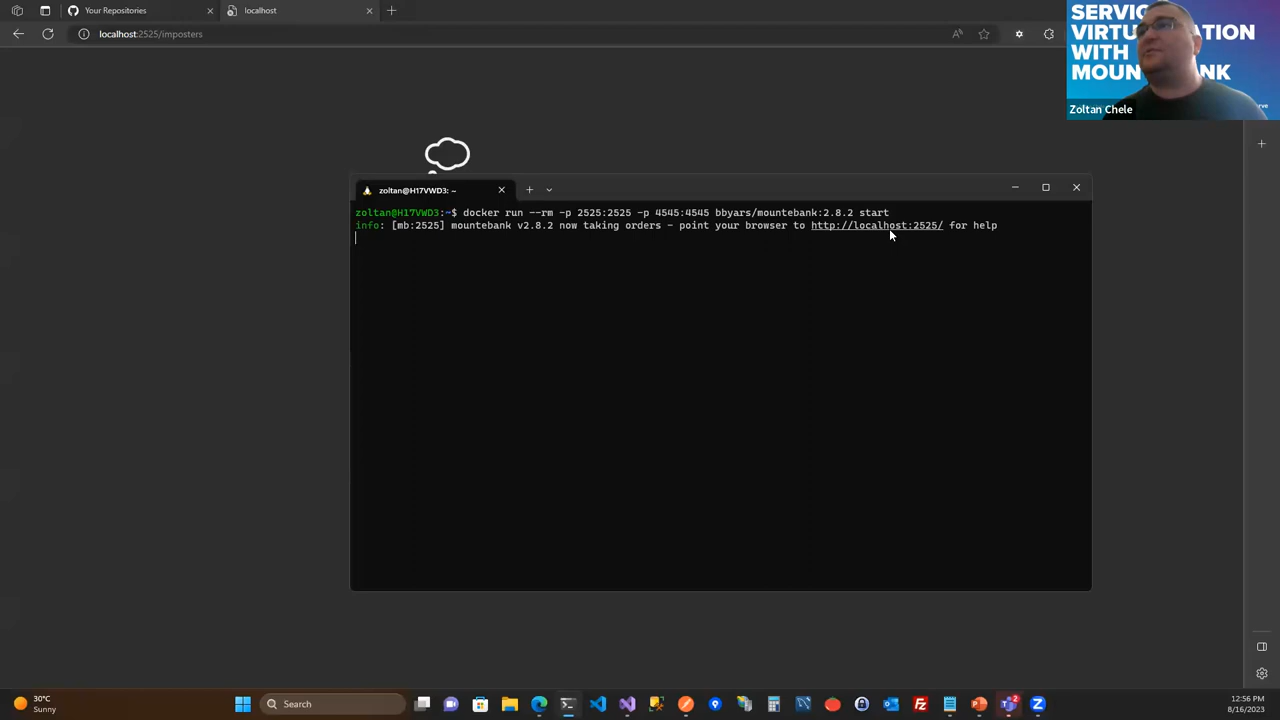 Your Repositories
localhost
localhost:2525/imposters
SERVIC
VIRTU ATION
WITH
MOUN BANK
Zoltan Chele
erve
zoltan@H17VWD3: ~
zoltan@H17VWD3:~$ docker run --rm -p 2525:2525 -p 4545:4545 bbyars/mountebank:2.8.2 start
info: [mb:2525] mountebank v2.8.2 now taking orders - point your browser to http://localhost:2525/ for help
30°C
Sunny
Search
2
12:56 PM
8/16/2023